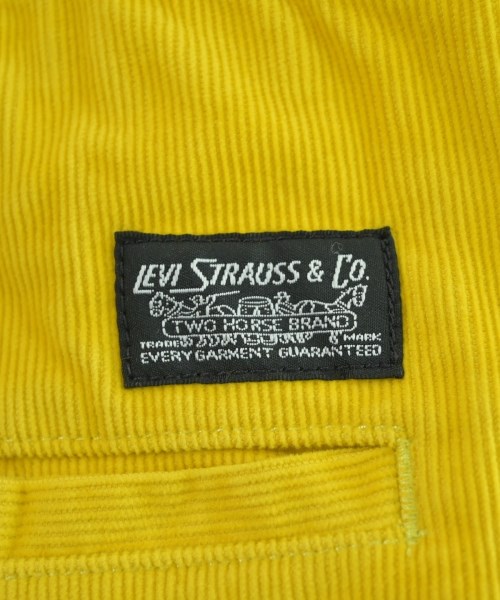 LEVI STRAUSS & CO.
TWO HORSE BRAND
TRADE MARK
EVERY GARMENT GUARANTEED